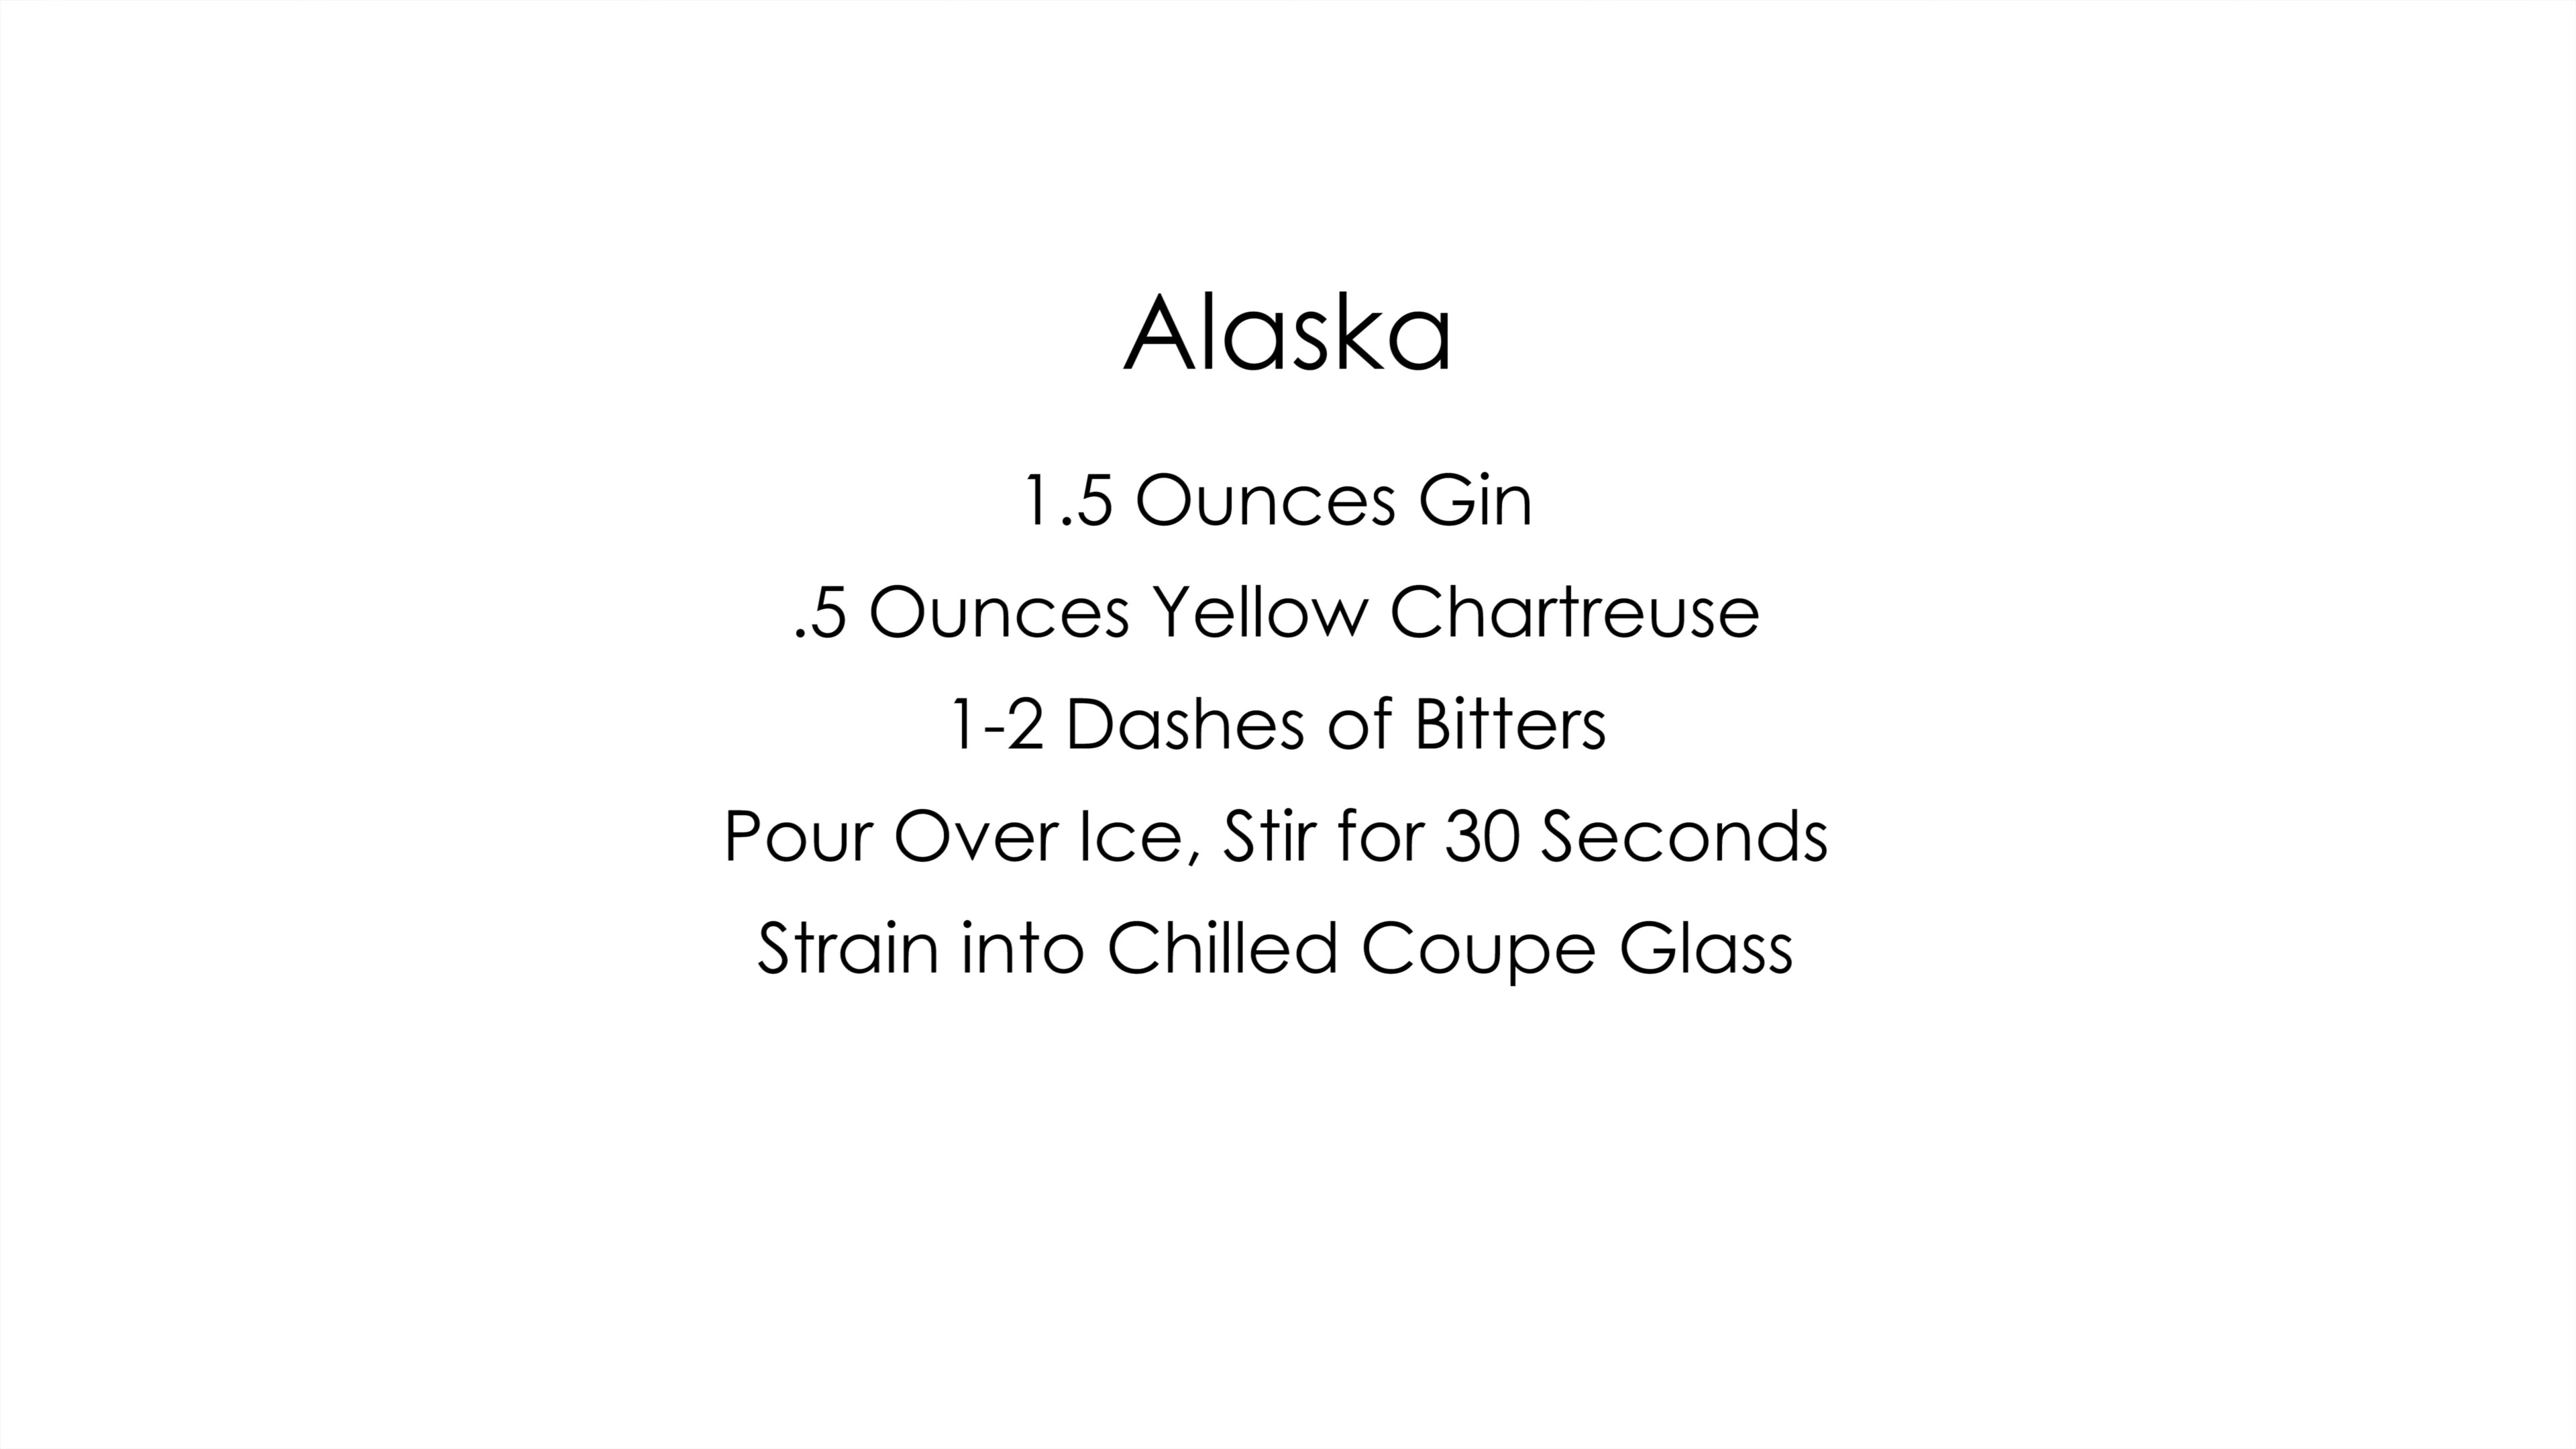 Alaska
1.5 Ounces Gin
.5 Ounces Yellow Chartreuse
1-2 Dashes of Bitters
Pour Over Ice, Stir for 30 Seconds
Strain into Chilled Coupe Glass